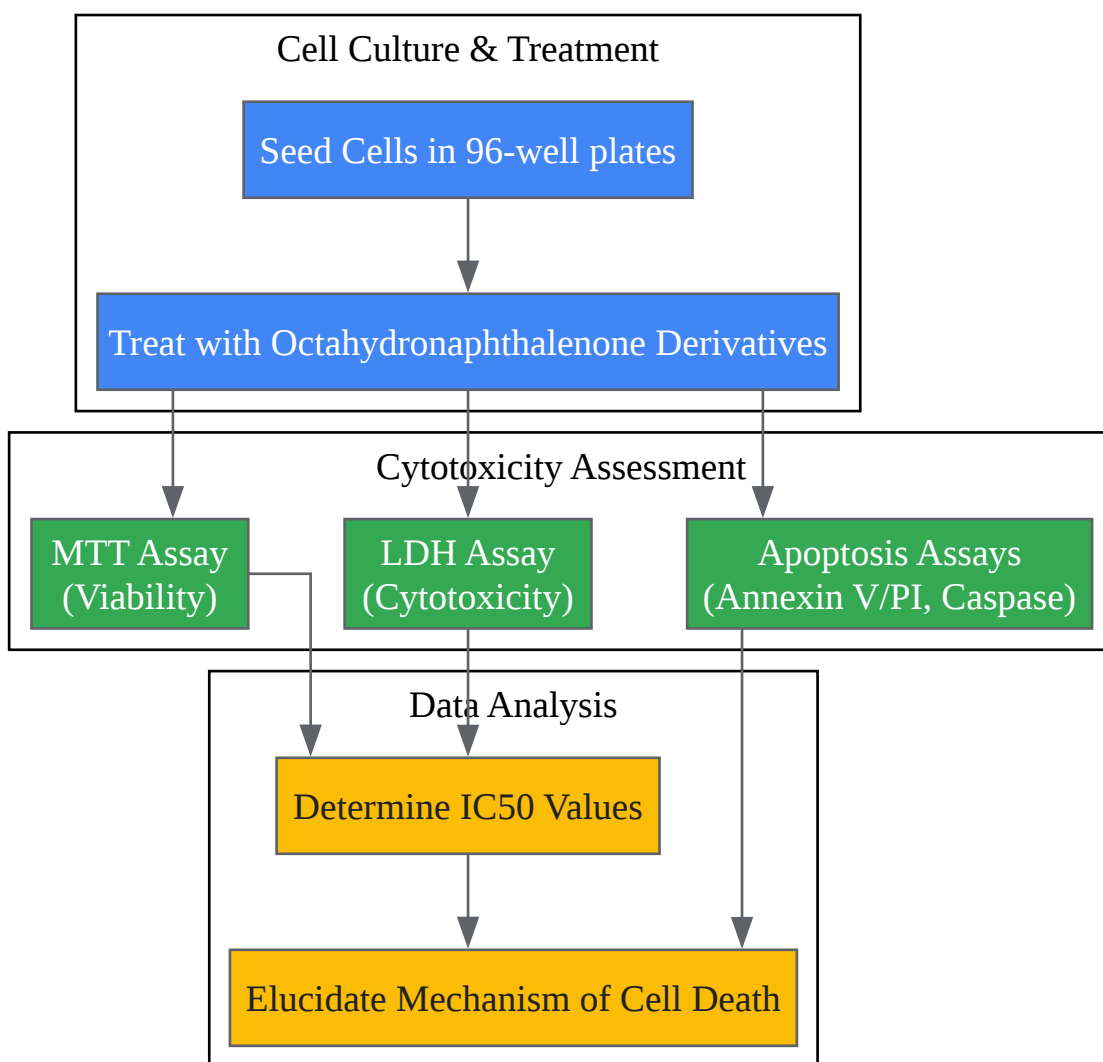 Cell Culture & Treatment
Seed Cells in 96-well plates
Treat with Octahydronaphthalenone Derivatives
Cytotoxicity Assessment
MTT Assay
(Viability)
LDH Assay
(Cytotoxicity)
Apoptosis Assays
(Annexin V/PI, Caspase)
Data Analysis
Determine IC50 Values
Elucidate Mechanism of Cell Death